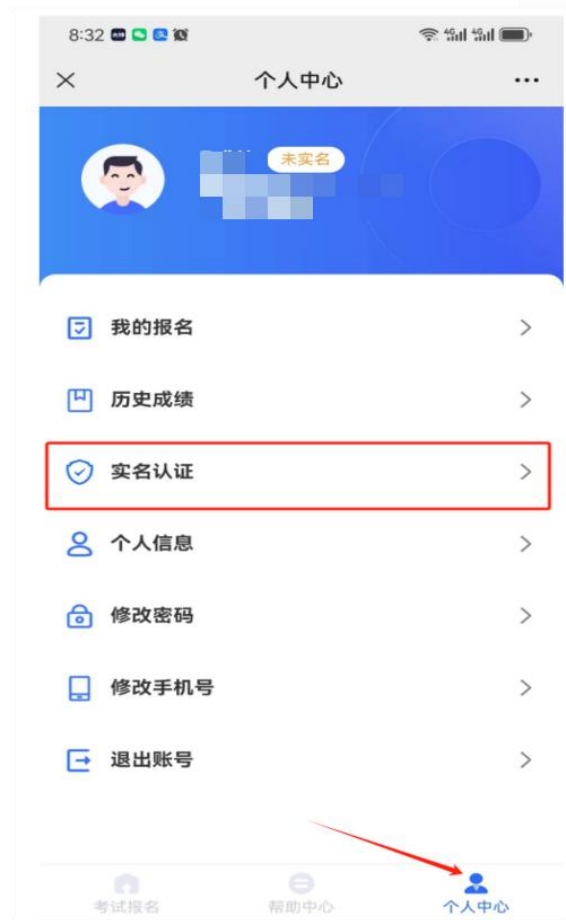 8:32
个人中心
未实名
我的报名
历史成绩
实名认证
个人信息
修改密码
修改手机号
退出账号
考试报名
帮助中心
个人中心